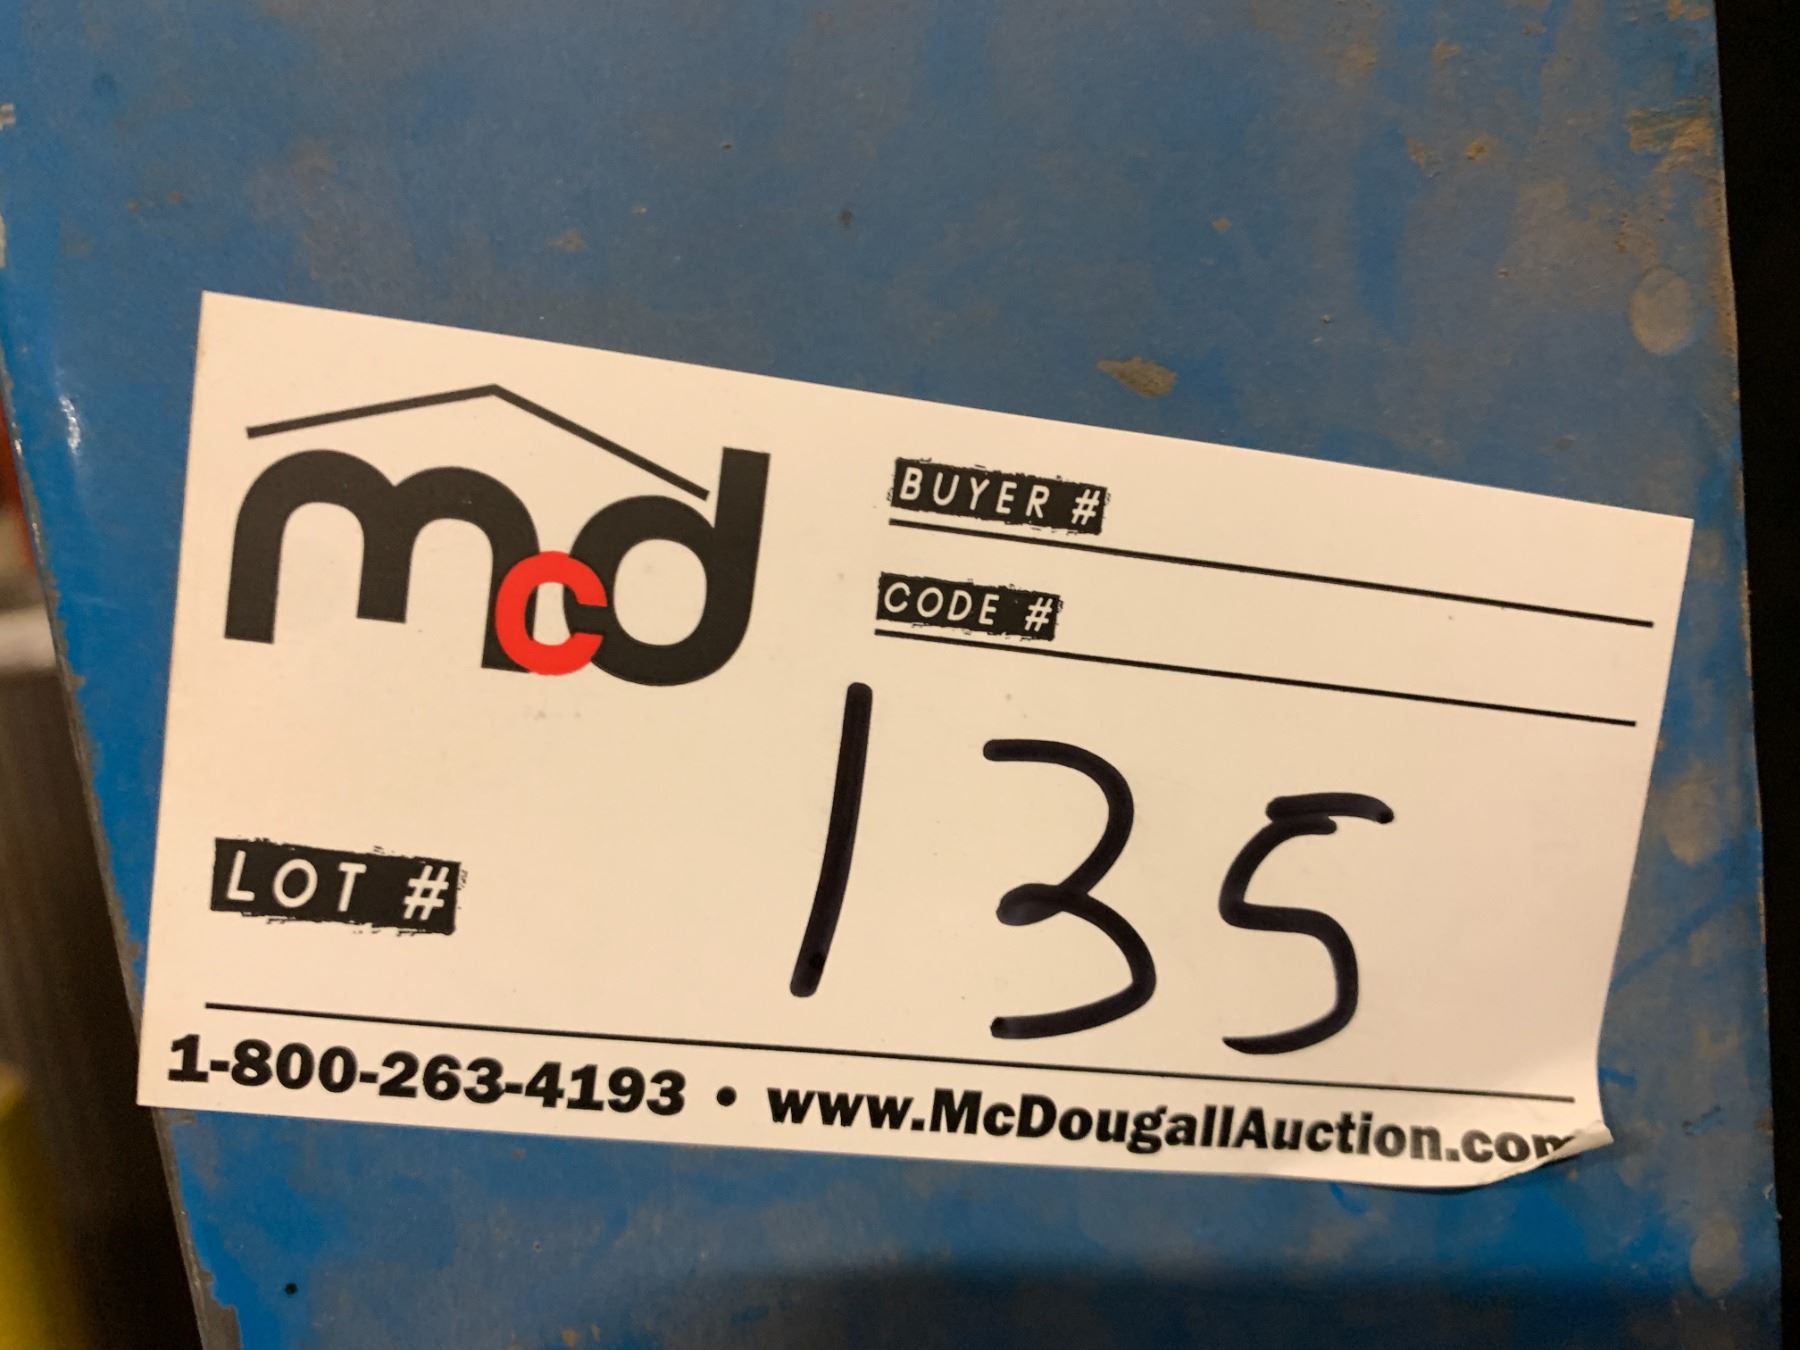 McD
BUYER #
CODE #
LOT # 135
1-800-263-4193 • www.McDougallAuction.com